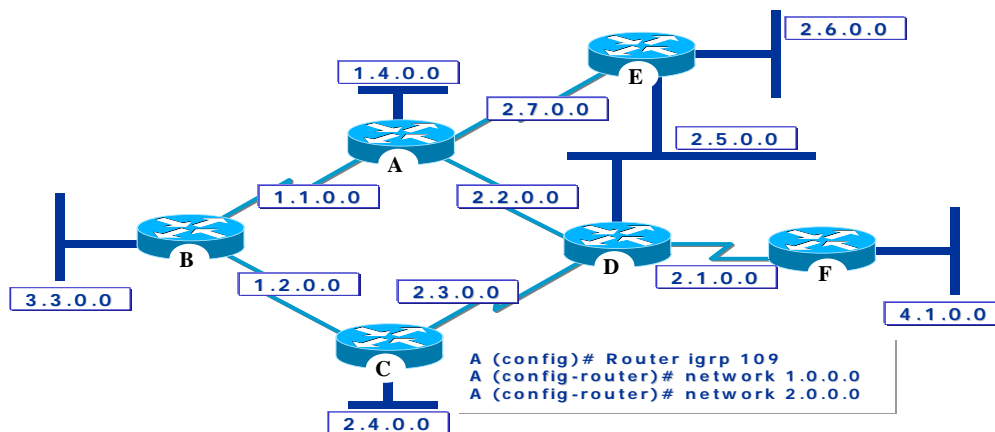 2.6.0.0
E
1.4.0.0
2.7.0.0
2.5.0.0
A
1.1.0.0
2.2.0.0
B
D
F
3.3.0.0
1.2.0.0
2.3.0.0
2.1.0.0
4.1.0.0
C
2.4.0.0
A (config)# Router igrp 109
A (config-router)# network 1.0.0.0
A (config-router)# network 2.0.0.0